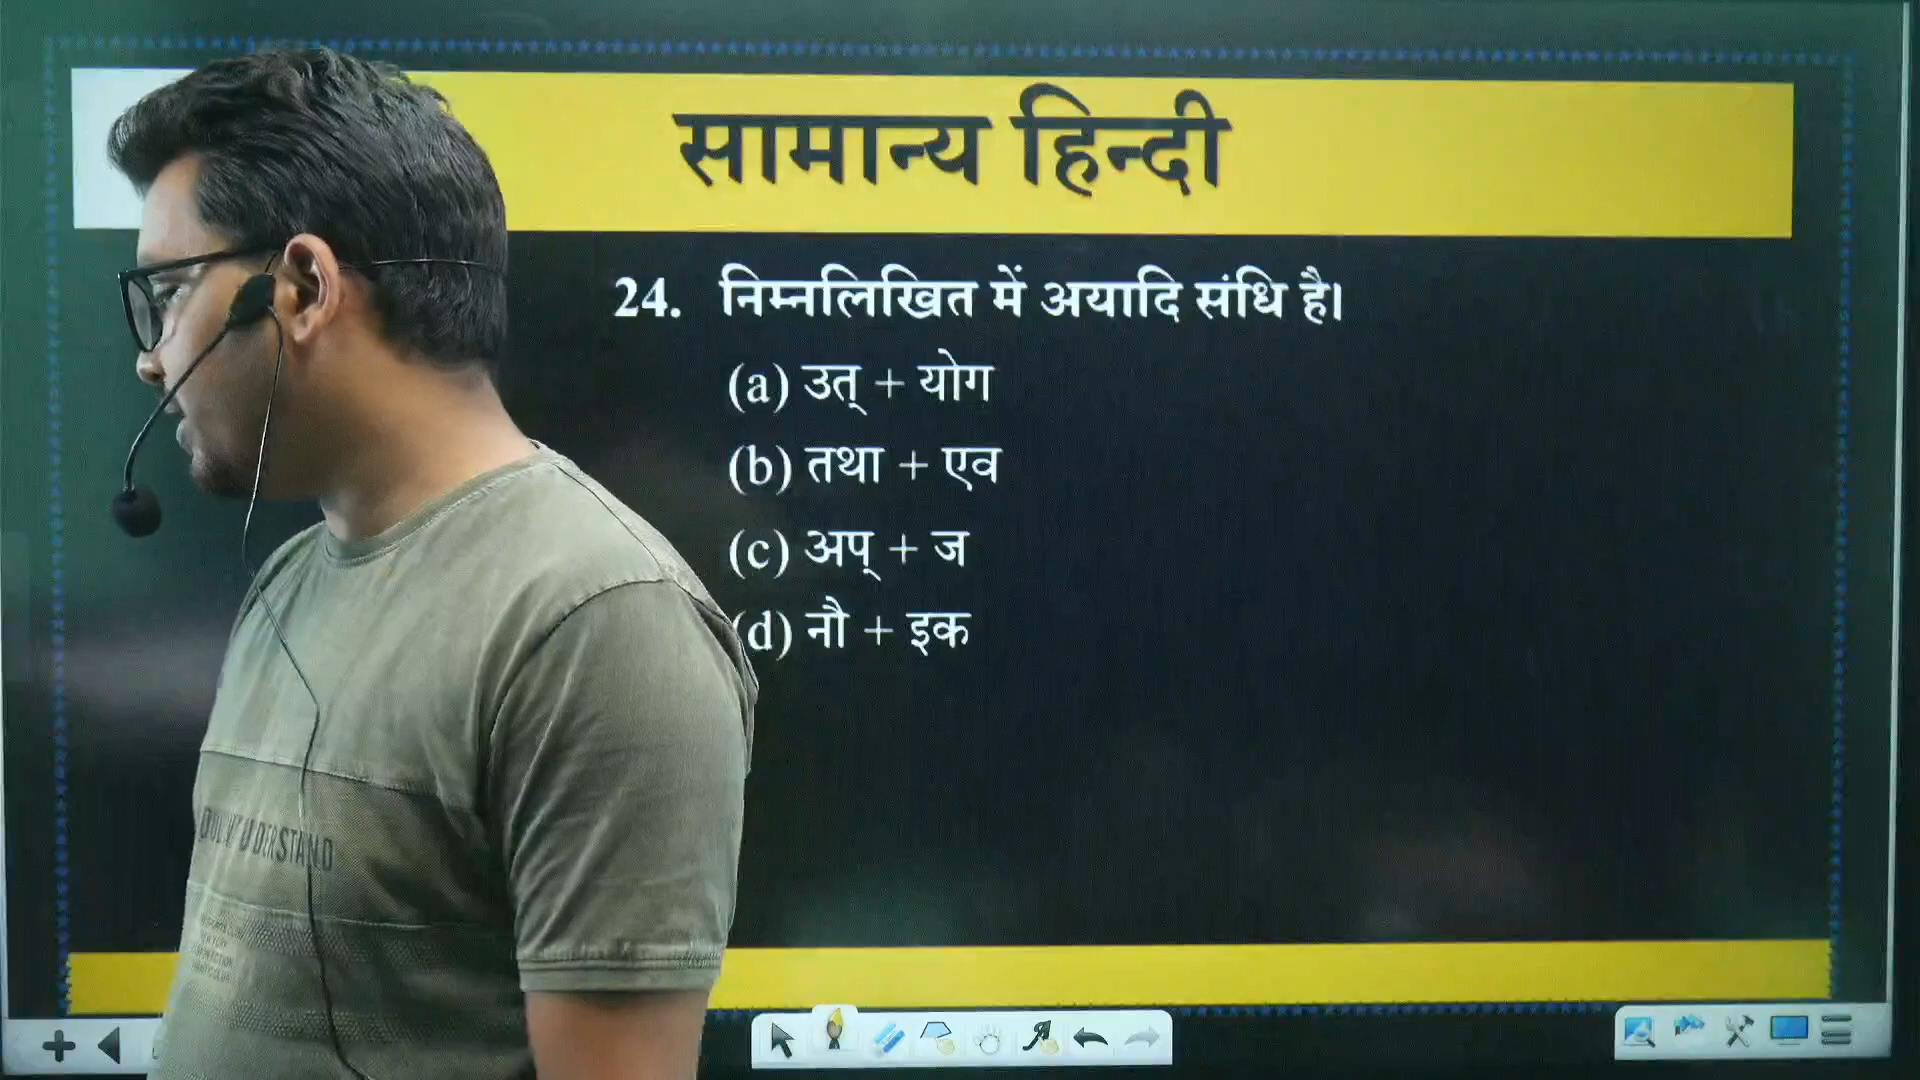 सामान्य हिन्दी
24. निम्नलिखित में अयादि संधि है।
(a) उत् + योग
(b) तथा + एव
(c) अप् + ज
(d) नौ + इक